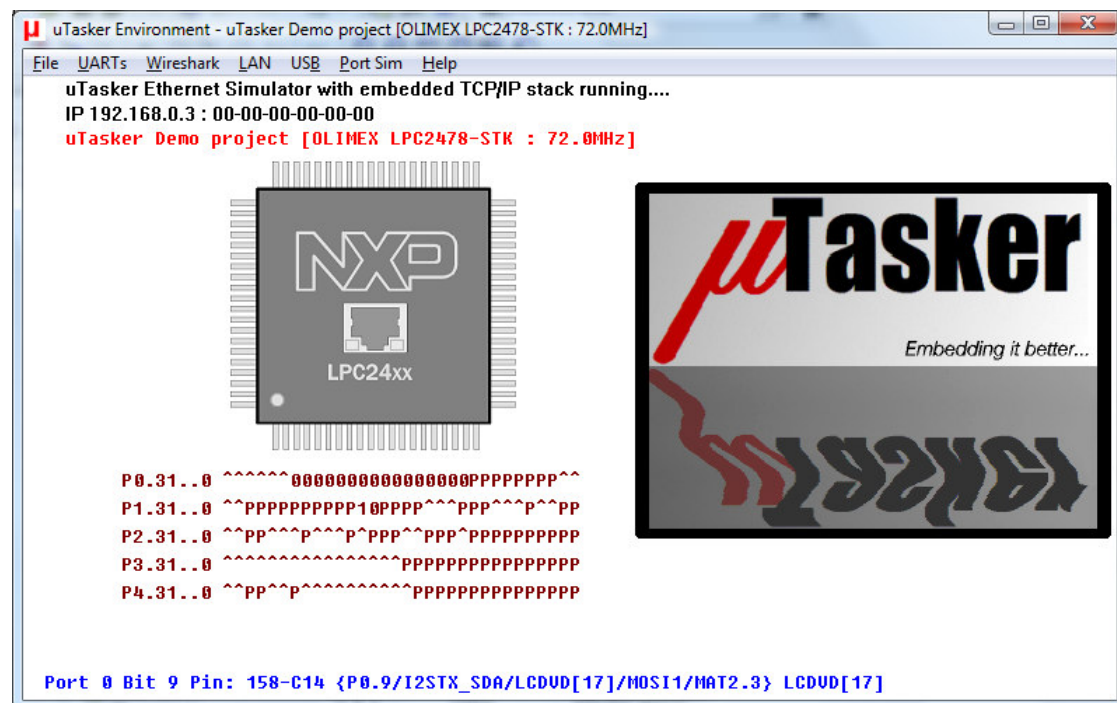 µ uTasker Environment - uTasker Demo project [OLIMEX LPC2478-STK : 72.0MHz]
File UARTs Wireshark LAN USB Port Sim Help
uTasker Ethernet Simulator with embedded TCP/IP stack running....
IP 192.168.0.3 : 00-00-00-00-00-00
uTasker Demo project [OLIMEX LPC2478-STK : 72.0MHz]
NXP
LPC24xx
µTasker
Embedding it better...
P0.31..0 ^^^^^^0000000000000000PPPPPPPP^^
P1.31..0 ^^PPPPPPPPPP10PPPP^^^PPP^^^P^^PP
P2.31..0 ^^PP^^^P^^^P^PPP^^PPP^PPPPPPPPPP
P3.31..0 ^^^^^^^^^^^^^^^^PPPPPPPPPPPPPPPP
P4.31..0 ^^PP^^P^^^^^^^^^^PPPPPPPPPPPPPPP
Port 0 Bit 9 Pin: 158-C14 {P0.9/I2STX_SDA/LCDVD[17]/MOSI1/MAT2.3} LCDVD[17]